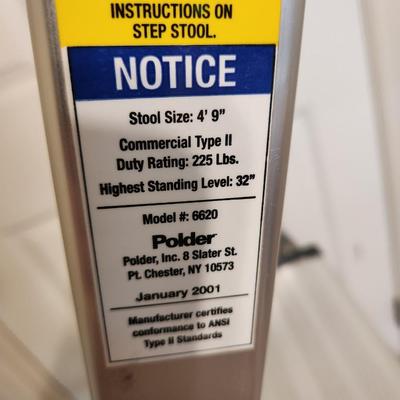 INSTRUCTIONS ON
STEP STOOL.
NOTICE
Stool Size: 4' 9"
Commercial Type II
Duty Rating: 225 Lbs.
Highest Standing Level: 32"
Model #: 6620
Polder
Polder, Inc. 8 Slater St.
Pt. Chester, NY 10573
January 2001
Manufacturer certifies
conformance to ANSI
Type II Standards